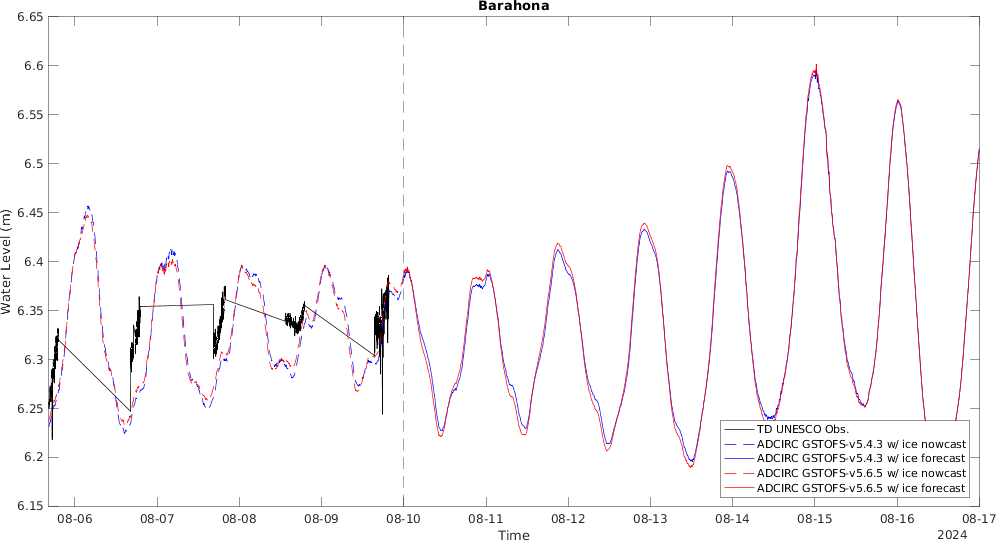 Barahona
6.65
6.6
6.55
6.5
6.45
6.4
6.35
6.3
6.25
6.2
6.15
Water Level (m)
TD UNESCO Obs.
ADCIRC GSTOFS-v5.4.3 w/ ice nowcast
ADCIRC GSTOFS-v5.4.3 w/ ice forecast
ADCIRC GSTOFS-v5.6.5 w/ ice nowcast
ADCIRC GSTOFS-v5.6.5 w/ ice forecast
08-06 08-07 08-08 08-09 08-10 08-11 08-12 08-13 08-14 08-15 08-16 08-17
Time
2024